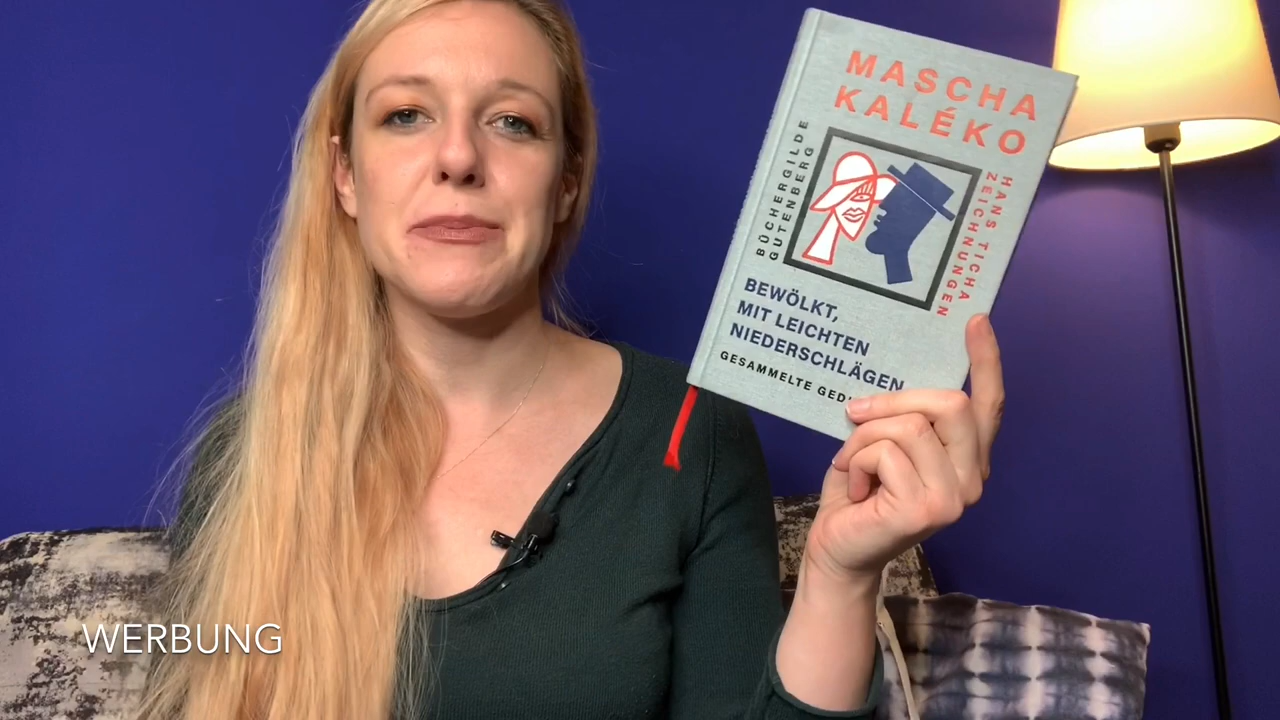 MASCHA
KALÉKO
BÜCHERGILDE
GUTENBERG
HANS TICHA
ZEICHNUNGEN
BEWÖLKT,
MIT LEICHTEN
NIEDERSCHLÄGEN
GESAMMELTE
WERBUNG